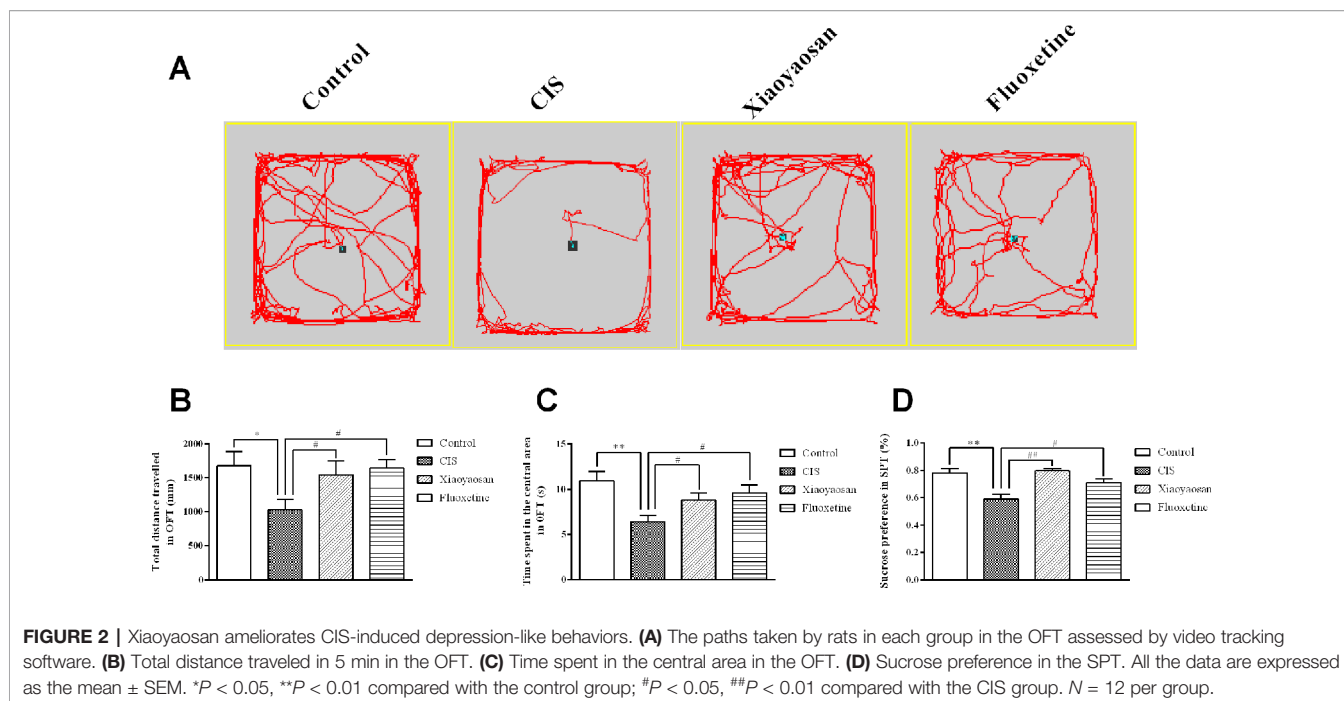 A
Control
CIS
Xiaoyaosan
Fluoxetine
B
Total distance travelled
in OFT (mm)
2000
1500
1000
500
0
*
#
#
Control
CIS
Xiaoyaosan
Fluoxetine
C
Time spent in the central area
in OFT (s)
15
10
5
0
**
#
#
Control
CIS
Xiaoyaosan
Fluoxetine
D
Sucrose preference in SPT (%)
1.0
0.8
0.6
0.4
0.2
0.0
**
#
##
Control
CIS
Xiaoyaosan
Fluoxetine
FIGURE 2 | Xiaoyaosan ameliorates CIS-induced depression-like behaviors. (A) The paths taken by rats in each group in the OFT assessed by video tracking
software. (B) Total distance traveled in 5 min in the OFT. (C) Time spent in the central area in the OFT. (D) Sucrose preference in the SPT. All the data are expressed
as the mean ± SEM. *P < 0.05, **P < 0.01 compared with the control group; #P < 0.05, ##P < 0.01 compared with the CIS group. N = 12 per group.